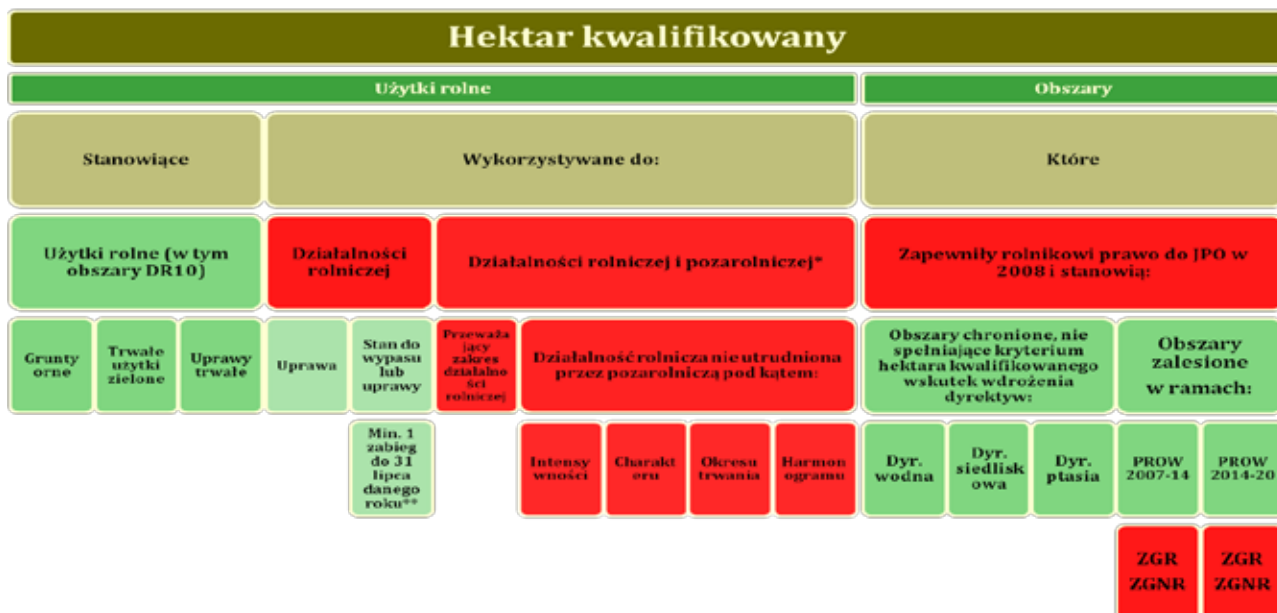 Hektar kwalifikowany
Użytki rolne
Obszary
Stanowiące
Wykorzystywane do:
Które
Użytki rolne (w tym
obszary DR10)
Działalności
rolniczej
Działalności rolniczej i pozarolniczej*
Zapewniły rolnikowi prawo do JPO w
2008 i stanowią:
Grunty
orne
Trwałe
użytki
zielone
Uprawy
trwałe
Uprawa
Stan do
wypasu
lub
uprawy
Przeważa
jący
zakres
działalno
ści
rolniczej
Działalność rolnicza nie utrudniona
przez pozarolniczą pod kątem:
Obszary chronione, nie
spełniające kryterium
hektara kwalifikowanego
wskutek wdrożenia
dyrektyw:
Obszary
zalesione
w ramach:
Min. 1
zabieg
do 31
lipca
danego
roku**
Intensy
wności
Charakt
eru
Okresu
trwania
Harmon
ogramu
Dyr.
wodna
Dyr.
siedlisk
owa
Dyr.
ptasia
PROW
2007-14
PROW
2014-20
ZGR
ZGNR
ZGR
ZGNR